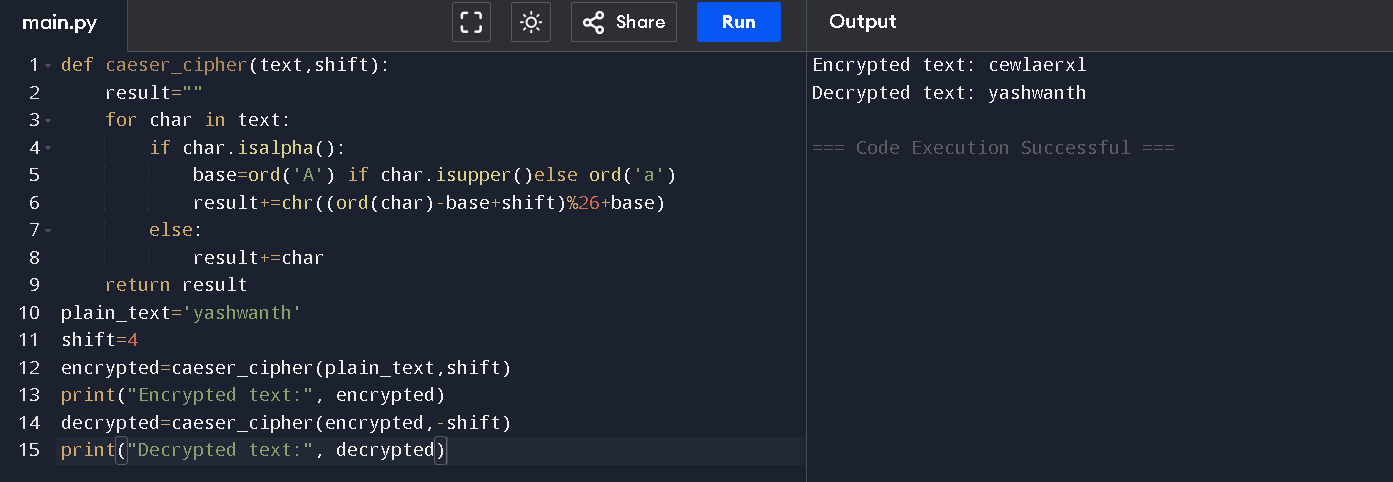 main.py
Share
Run
Output
1 def caeser_cipher(text,shift):
2     result=""
3     for char in text:
4         if char.isalpha():
5             base=ord('A') if char.isupper()else ord('a')
6             result+=chr((ord(char)-base+shift)%26+base)
7         else:
8             result+=char
9     return result
10 plain_text='yashwanth'
11 shift=4
12 encrypted=caeser_cipher(plain_text,shift)
13 print("Encrypted text:", encrypted)
14 decrypted=caeser_cipher(encrypted,-shift)
15 print("Decrypted text:", decrypted)
Encrypted text: cewlaerxl
Decrypted text: yashwanth
=== Code Execution Successful ===